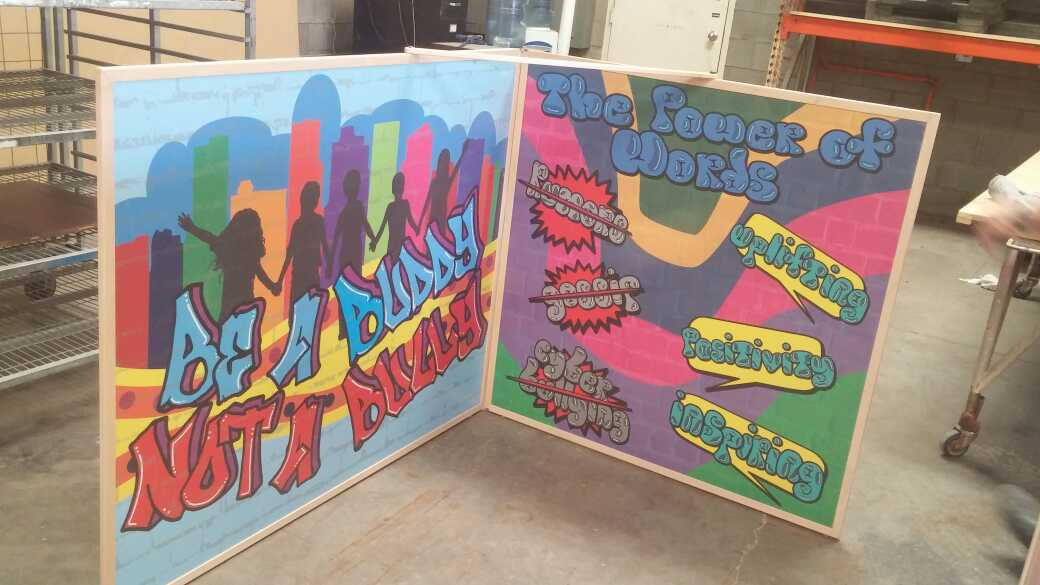 BE A BUDDY
NOT A BULLY
The Power of
Words
gossip
cyber
bullying
uplifting
Positivity
inspiring